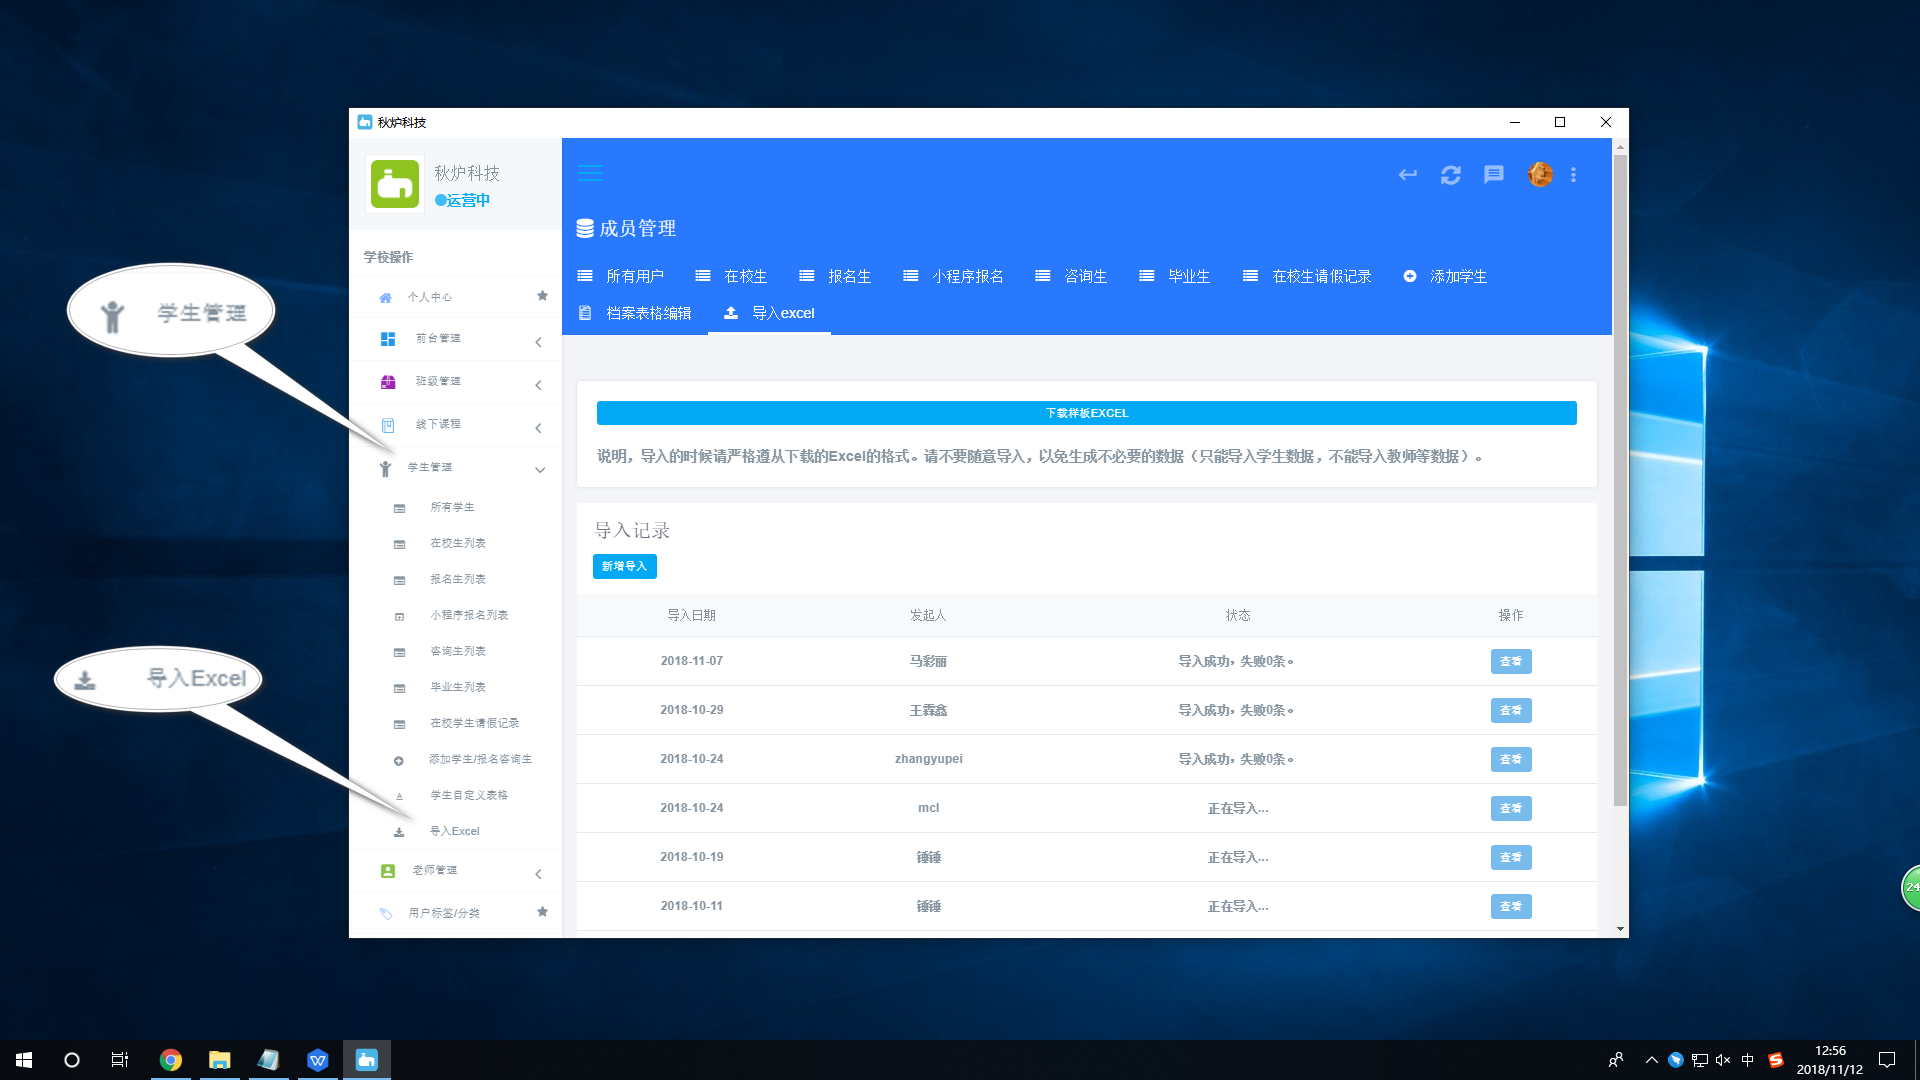 秋炉科技
秋炉科技
运营中
学校操作
个人中心
前台管理
班级管理
线下课程
学生管理
所有学生
在校生列表
报名生列表
小程序报名列表
咨询生列表
毕业生列表
在校学生请假记录
添加学生/报名咨询生
学生自定义表格
导入Excel
老师管理
用户标签/分类
学生管理
导入Excel
成员管理
所有用户 在校生 报名生 小程序报名 咨询生 毕业生 在校生请假记录 添加学生
档案表格编辑 导入excel
下载样板EXCEL
说明，导入的时候请严格遵从下载的Excel的格式。请不要随意导入，以免生成不必要的数据（只能导入学生数据，不能导入教师等数据）。
导入记录
新增导入
导入日期 发起人 状态 操作
2018-11-07 马彩丽 导入成功，失败0条。 查看
2018-10-29 王霖鑫 导入成功，失败0条。 查看
2018-10-24 zhangyupei 导入成功，失败0条。 查看
2018-10-24 mcl 正在导入... 查看
2018-10-19 锤锤 正在导入... 查看
2018-10-11 锤锤 正在导入... 查看
24
中
12:56
2018/11/12